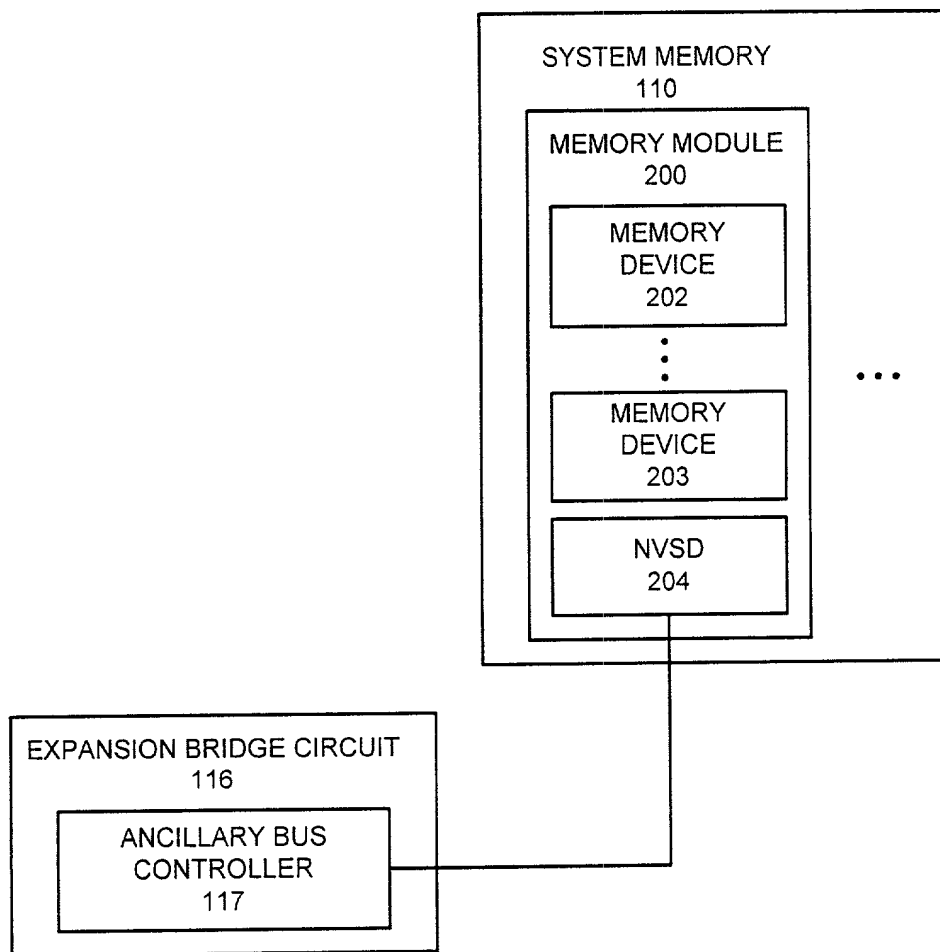 SYSTEM MEMORY
110
MEMORY MODULE
200
MEMORY
DEVICE
202
MEMORY
DEVICE
203
NVSD
204
EXPANSION BRIDGE CIRCUIT
116
ANCILLARY BUS
CONTROLLER
117